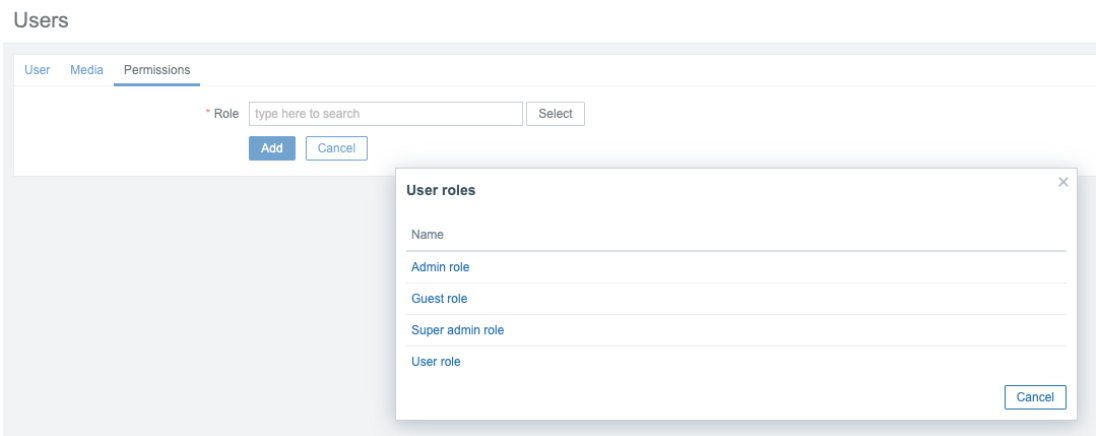 Users
User Media Permissions
* Role type here to search Select
Add Cancel
User roles
Name
Admin role
Guest role
Super admin role
User role
Cancel